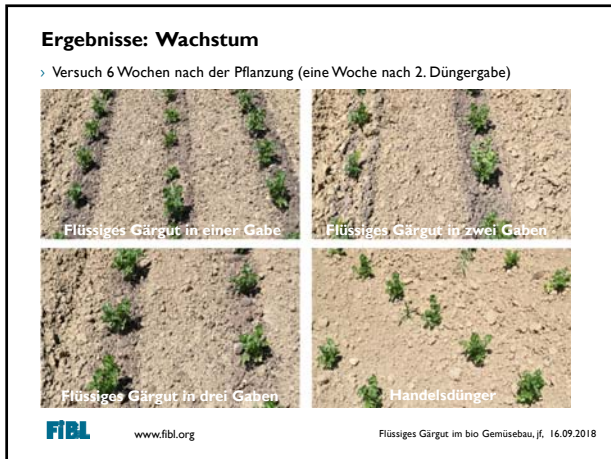 Ergebnisse: Wachstum
› Versuch 6 Wochen nach der Pflanzung (eine Woche nach 2. Düngergabe)
Flüssiges Gärgut in einer Gabe
Flüssiges Gärgut in zwei Gaben
Flüssiges Gärgut in drei Gaben
Handelsdünger
FiBL
www.fibl.org
Flüssiges Gärgut im bio Gemüsebau, jf, 16.09.2018